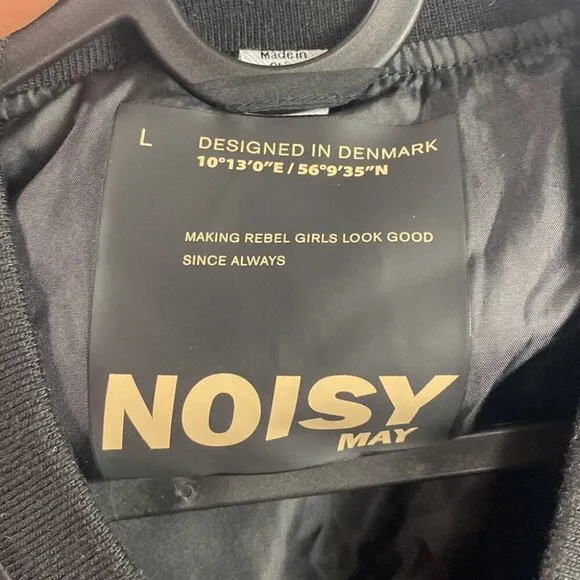 Made in
L
DESIGNED IN DENMARK
10°13'0"E / 56°9'35"N
MAKING REBEL GIRLS LOOK GOOD
SINCE ALWAYS
NOISY
MAY